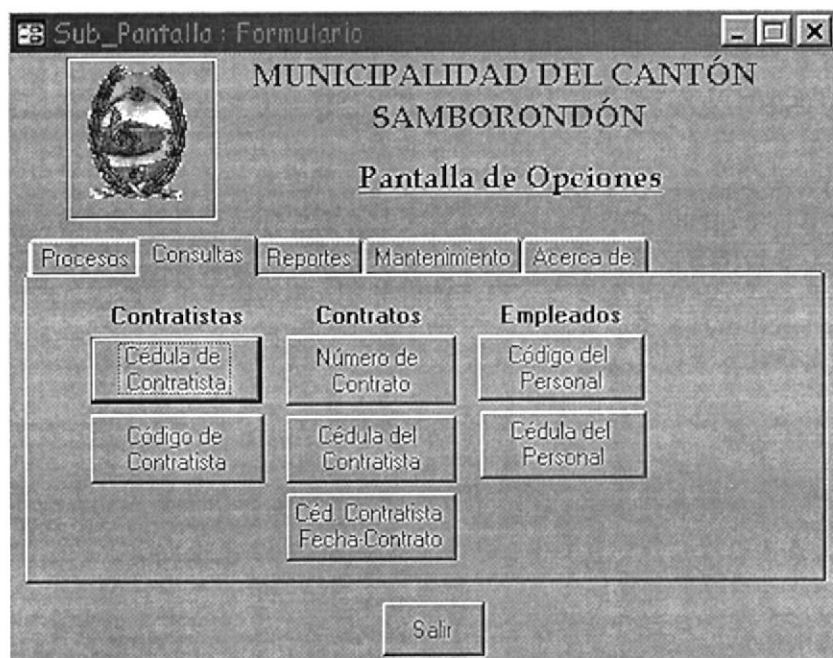 Sub_Pantalla : Formulario
MUNICIPALIDAD DEL CANTÓN
SAMBORONDÓN
Pantalla de Opciones
Procesos
Consultas
Reportes
Mantenimiento
Acerca de:
Contratistas
Contratos
Empleados
Cédula de
Contratista
Número de
Contrato
Código del
Personal
Código de
Contratista
Cédula del
Contratista
Cédula del
Personal
Céd. Contratista
Fecha-Contrato
Salir